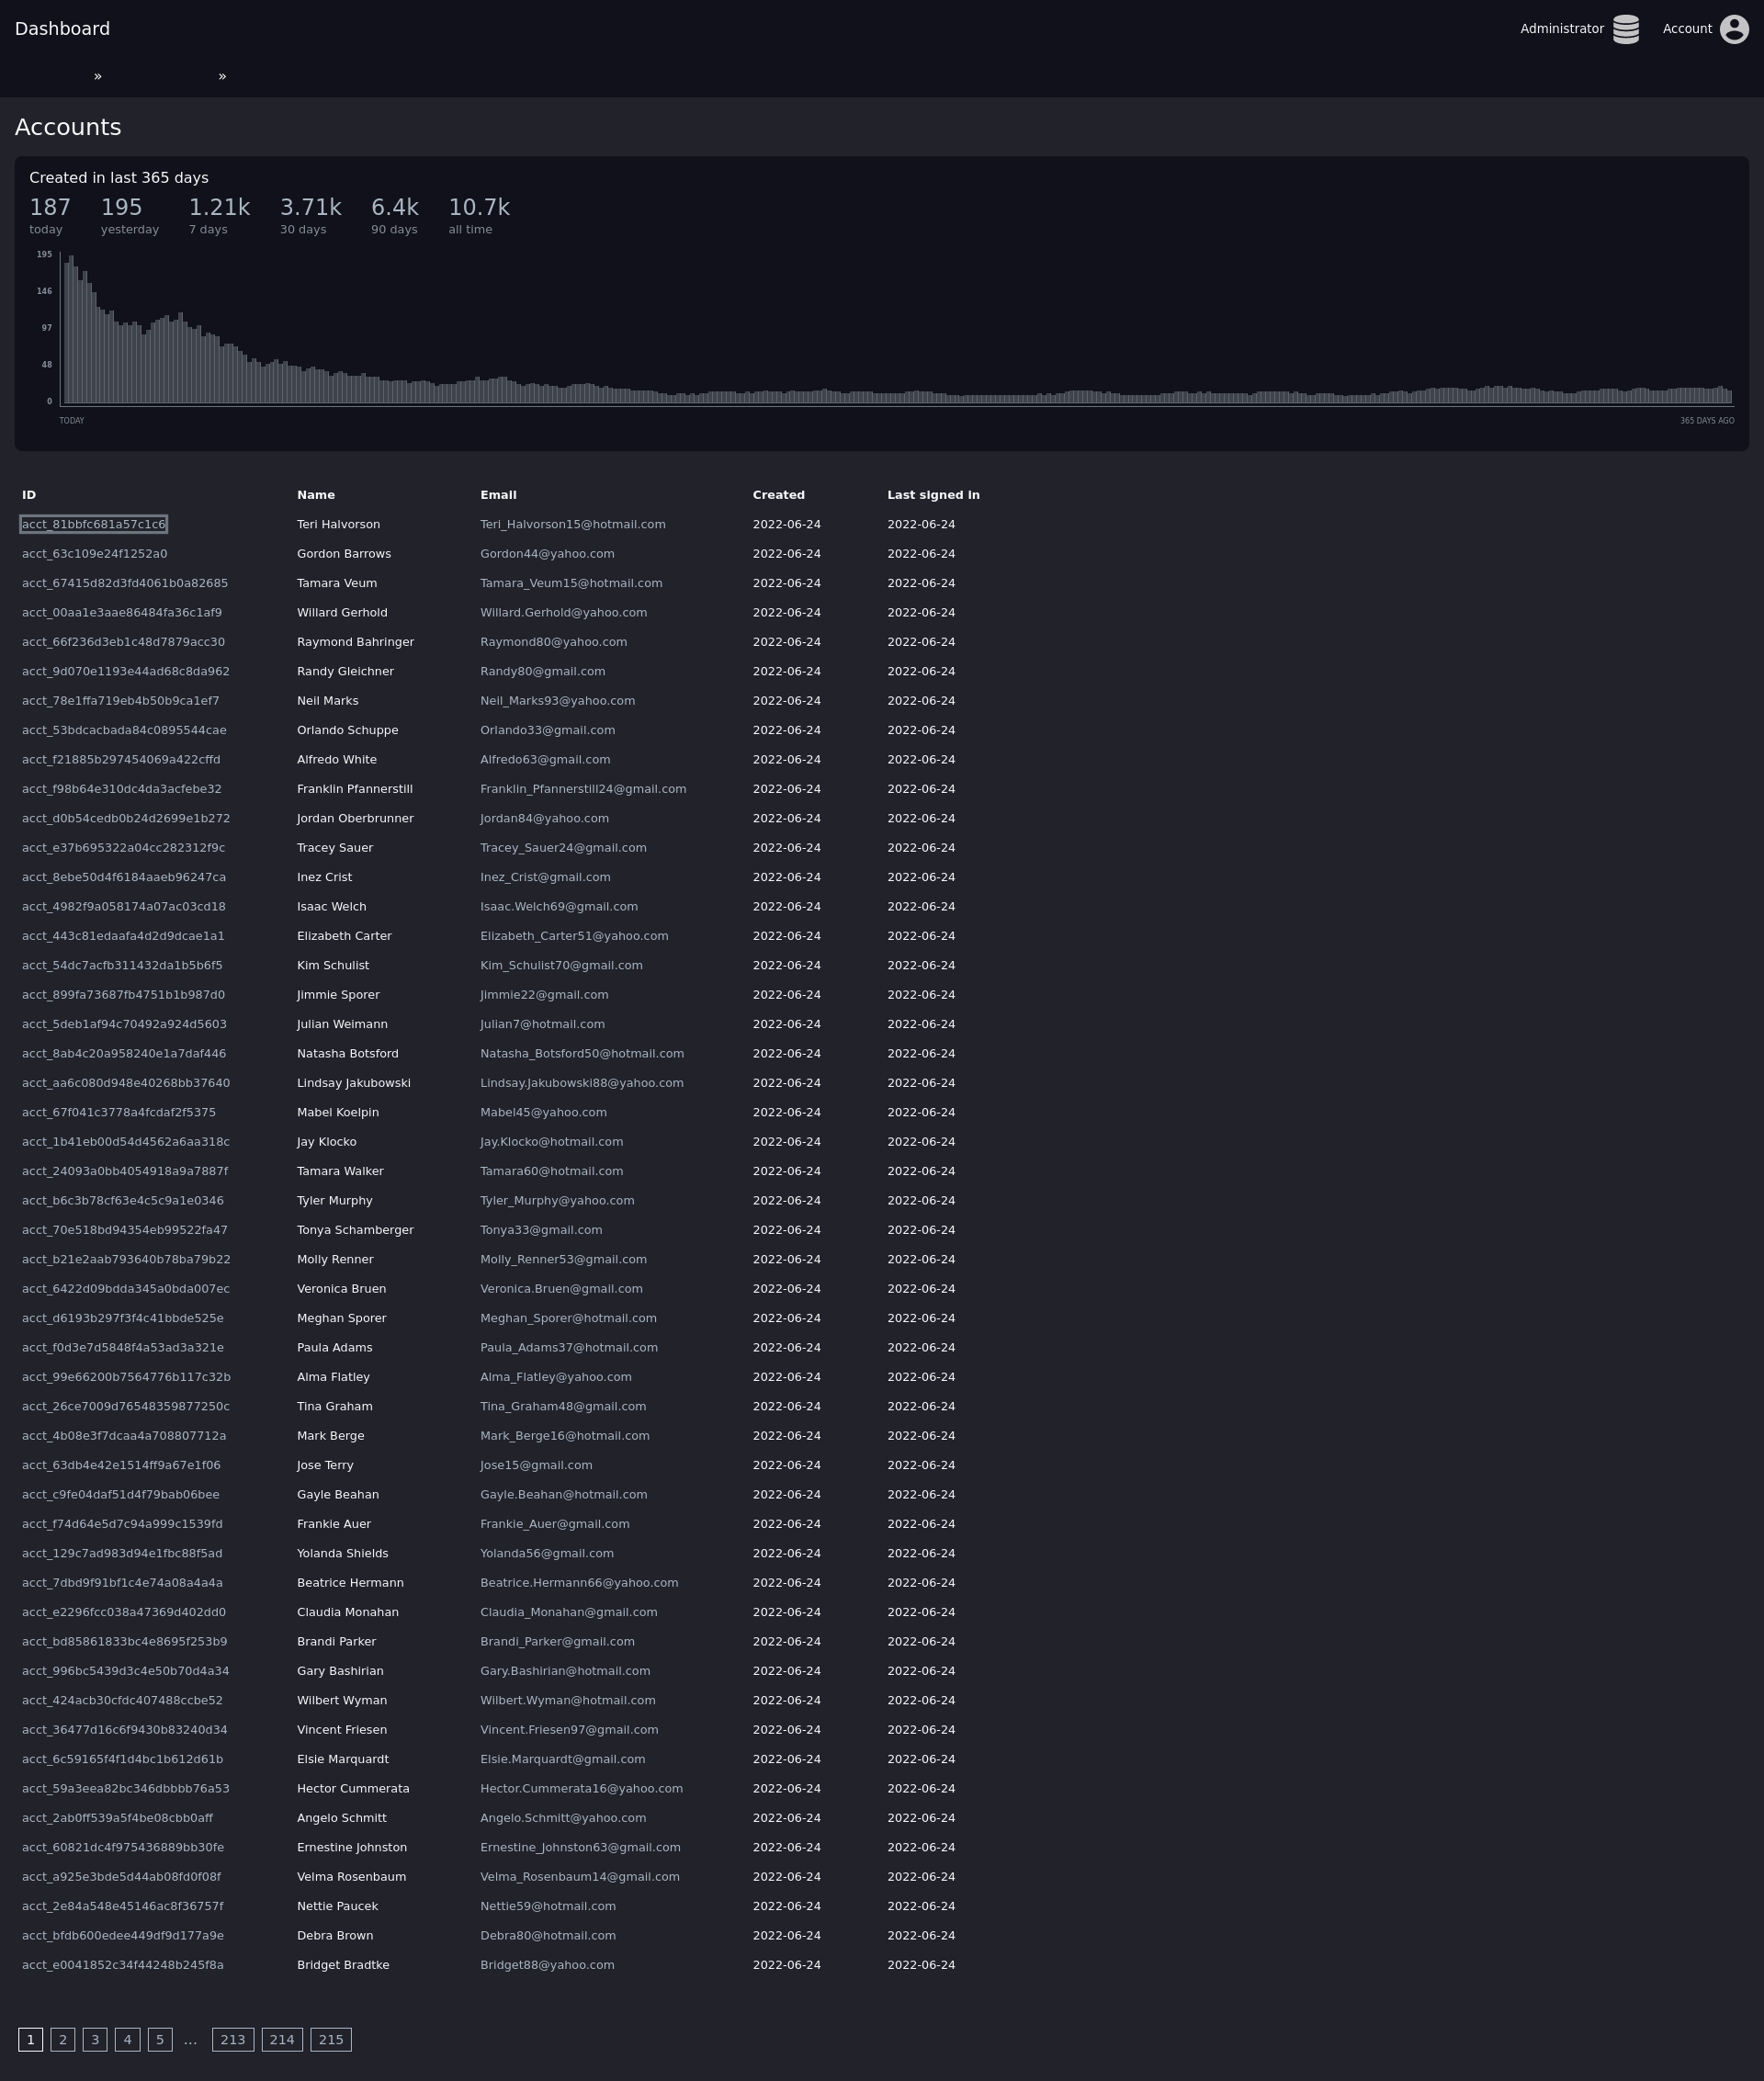 Dashboard Administrator Account
» »
Accounts
Created in last 365 days
187 195 1.21k 3.71k 6.4k 10.7k
today yesterday 7 days 30 days 90 days all time
195
146
97
48
0
TODAY 365 DAYS AGO
ID Name Email Created Last signed in
acct_81bbfc681a57c1c6 Teri Halvorson Teri_Halvorson15@hotmail.com 2022-06-24 2022-06-24
acct_63c109e24f1252a0 Gordon Barrows Gordon44@yahoo.com 2022-06-24 2022-06-24
acct_67415d82d3fd4061b0a82685 Tamara Veum Tamara_Veum15@hotmail.com 2022-06-24 2022-06-24
acct_00aa1e3aae86484fa36c1af9 Willard Gerhold Willard.Gerhold@yahoo.com 2022-06-24 2022-06-24
acct_66f236d3eb1c48d7879acc30 Raymond Bahringer Raymond80@yahoo.com 2022-06-24 2022-06-24
acct_9d070e1193e44ad68c8da962 Randy Gleichner Randy80@gmail.com 2022-06-24 2022-06-24
acct_78e1ffa719eb4b50b9ca1ef7 Neil Marks Neil_Marks93@yahoo.com 2022-06-24 2022-06-24
acct_53bdcacbada84c0895544cae Orlando Schuppe Orlando33@gmail.com 2022-06-24 2022-06-24
acct_f21885b297454069a422cffd Alfredo White Alfredo63@gmail.com 2022-06-24 2022-06-24
acct_f98b64e310dc4da3acfebe32 Franklin Pfannerstill Franklin_Pfannerstill24@gmail.com 2022-06-24 2022-06-24
acct_d0b54cedb0b24d2699e1b272 Jordan Oberbrunner Jordan84@yahoo.com 2022-06-24 2022-06-24
acct_e37b695322a04cc282312f9c Tracey Sauer Tracey_Sauer24@gmail.com 2022-06-24 2022-06-24
acct_8ebe50d4f6184aaeb96247ca Inez Crist Inez_Crist@gmail.com 2022-06-24 2022-06-24
acct_4982f9a058174a07ac03cd18 Isaac Welch Isaac.Welch69@gmail.com 2022-06-24 2022-06-24
acct_443c81edaafa4d2d9dcae1a1 Elizabeth Carter Elizabeth_Carter51@yahoo.com 2022-06-24 2022-06-24
acct_54dc7acfb311432da1b5b6f5 Kim Schulist Kim_Schulist70@gmail.com 2022-06-24 2022-06-24
acct_899fa73687fb4751b1b987d0 Jimmie Sporer Jimmie22@gmail.com 2022-06-24 2022-06-24
acct_5deb1af94c70492a924d5603 Julian Weimann Julian7@hotmail.com 2022-06-24 2022-06-24
acct_8ab4c20a958240e1a7daf446 Natasha Botsford Natasha_Botsford50@hotmail.com 2022-06-24 2022-06-24
acct_aa6c080d948e40268bb37640 Lindsay Jakubowski Lindsay.Jakubowski88@yahoo.com 2022-06-24 2022-06-24
acct_67f041c3778a4fcdaf2f5375 Mabel Koelpin Mabel45@yahoo.com 2022-06-24 2022-06-24
acct_1b41eb00d54d4562a6aa318c Jay Klocko Jay.Klocko@hotmail.com 2022-06-24 2022-06-24
acct_24093a0bb4054918a9a7887f Tamara Walker Tamara60@hotmail.com 2022-06-24 2022-06-24
acct_b6c3b78cf63e4c5c9a1e0346 Tyler Murphy Tyler_Murphy@yahoo.com 2022-06-24 2022-06-24
acct_70e518bd94354eb99522fa47 Tonya Schamberger Tonya33@gmail.com 2022-06-24 2022-06-24
acct_b21e2aab793640b78ba79b22 Molly Renner Molly_Renner53@gmail.com 2022-06-24 2022-06-24
acct_6422d09bdda345a0bda007ec Veronica Bruen Veronica.Bruen@gmail.com 2022-06-24 2022-06-24
acct_d6193b297f3f4c41bbde525e Meghan Sporer Meghan_Sporer@hotmail.com 2022-06-24 2022-06-24
acct_f0d3e7d5848f4a53ad3a321e Paula Adams Paula_Adams37@hotmail.com 2022-06-24 2022-06-24
acct_99e66200b7564776b117c32b Alma Flatley Alma_Flatley@yahoo.com 2022-06-24 2022-06-24
acct_26ce7009d76548359877250c Tina Graham Tina_Graham48@gmail.com 2022-06-24 2022-06-24
acct_4b08e3f7dcaa4a708807712a Mark Berge Mark_Berge16@hotmail.com 2022-06-24 2022-06-24
acct_63db4e42e1514ff9a67e1f06 Jose Terry Jose15@gmail.com 2022-06-24 2022-06-24
acct_c9fe04daf51d4f79bab06bee Gayle Beahan Gayle.Beahan@hotmail.com 2022-06-24 2022-06-24
acct_f74d64e5d7c94a999c1539fd Frankie Auer Frankie_Auer@gmail.com 2022-06-24 2022-06-24
acct_129c7ad983d94e1fbc88f5ad Yolanda Shields Yolanda56@gmail.com 2022-06-24 2022-06-24
acct_7dbd9f91bf1c4e74a08a4a4a Beatrice Hermann Beatrice.Hermann66@yahoo.com 2022-06-24 2022-06-24
acct_e2296fcc038a47369d402dd0 Claudia Monahan Claudia_Monahan@gmail.com 2022-06-24 2022-06-24
acct_bd85861833bc4e8695f253b9 Brandi Parker Brandi_Parker@gmail.com 2022-06-24 2022-06-24
acct_996bc5439d3c4e50b70d4a34 Gary Bashirian Gary.Bashirian@hotmail.com 2022-06-24 2022-06-24
acct_424acb30cfdc407488ccbe52 Wilbert Wyman Wilbert.Wyman@hotmail.com 2022-06-24 2022-06-24
acct_36477d16c6f9430b83240d34 Vincent Friesen Vincent.Friesen97@gmail.com 2022-06-24 2022-06-24
acct_6c59165f4f1d4bc1b612d61b Elsie Marquardt Elsie.Marquardt@gmail.com 2022-06-24 2022-06-24
acct_59a3eea82bc346dbbbb76a53 Hector Cummerata Hector.Cummerata16@yahoo.com 2022-06-24 2022-06-24
acct_2ab0ff539a5f4be08cbb0aff Angelo Schmitt Angelo.Schmitt@yahoo.com 2022-06-24 2022-06-24
acct_60821dc4f975436889bb30fe Ernestine Johnston Ernestine_Johnston63@gmail.com 2022-06-24 2022-06-24
acct_a925e3bde5d44ab08fd0f08f Velma Rosenbaum Velma_Rosenbaum14@gmail.com 2022-06-24 2022-06-24
acct_2e84a548e45146ac8f36757f Nettie Paucek Nettie59@hotmail.com 2022-06-24 2022-06-24
acct_bfdb600edee449df9d177a9e Debra Brown Debra80@hotmail.com 2022-06-24 2022-06-24
acct_e0041852c34f44248b245f8a Bridget Bradtke Bridget88@yahoo.com 2022-06-24 2022-06-24
1 2 3 4 5 … 213 214 215